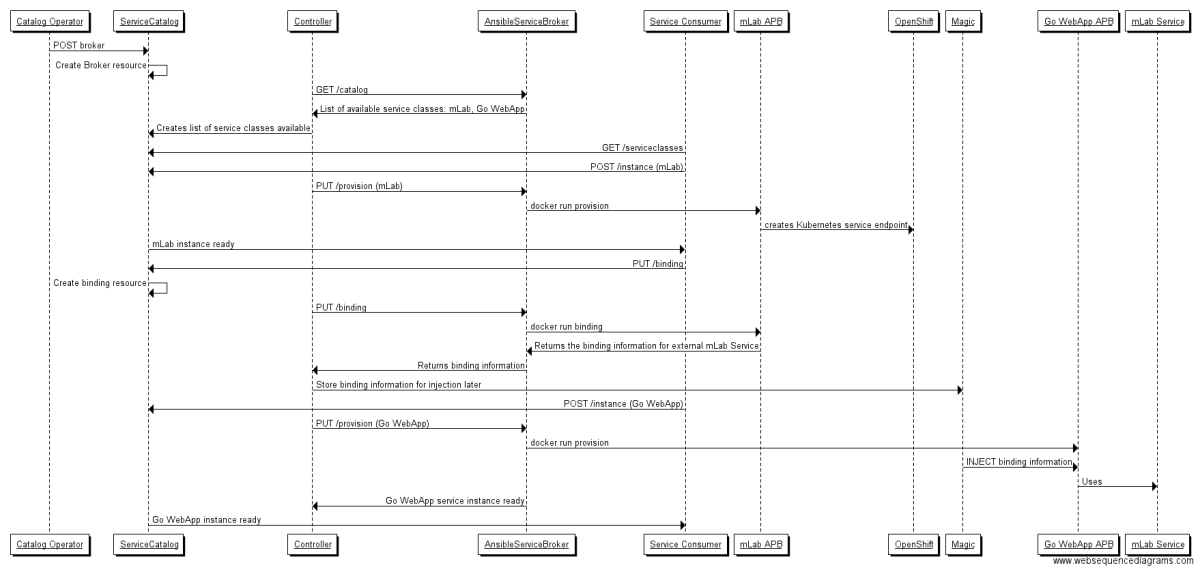 Catalog Operator
ServiceCatalog
Controller
AnsibleServiceBroker
Service Consumer
mLab APB
OpenShift
Magic
Go WebApp APB
mLab Service
POST broker
Create Broker resource
GET /catalog
List of available service classes: mLab, Go WebApp
Creates list of service classes available
GET /serviceclasses
POST /instance (mLab)
PUT /provision (mLab)
docker run provision
creates Kubernetes service endpoint
mLab instance ready
PUT /binding
Create binding resource
PUT /binding
docker run binding
Returns the binding information for external mLab Service
Returns binding information
Store binding information for injection later
POST /instance (Go WebApp)
PUT /provision (Go WebApp)
docker run provision
INJECT binding information
Uses
Go WebApp service instance ready
Go WebApp instance ready
Catalog Operator
ServiceCatalog
Controller
AnsibleServiceBroker
Service Consumer
mLab APB
OpenShift
Magic
Go WebApp APB
mLab Service
www.websequencediagrams.com